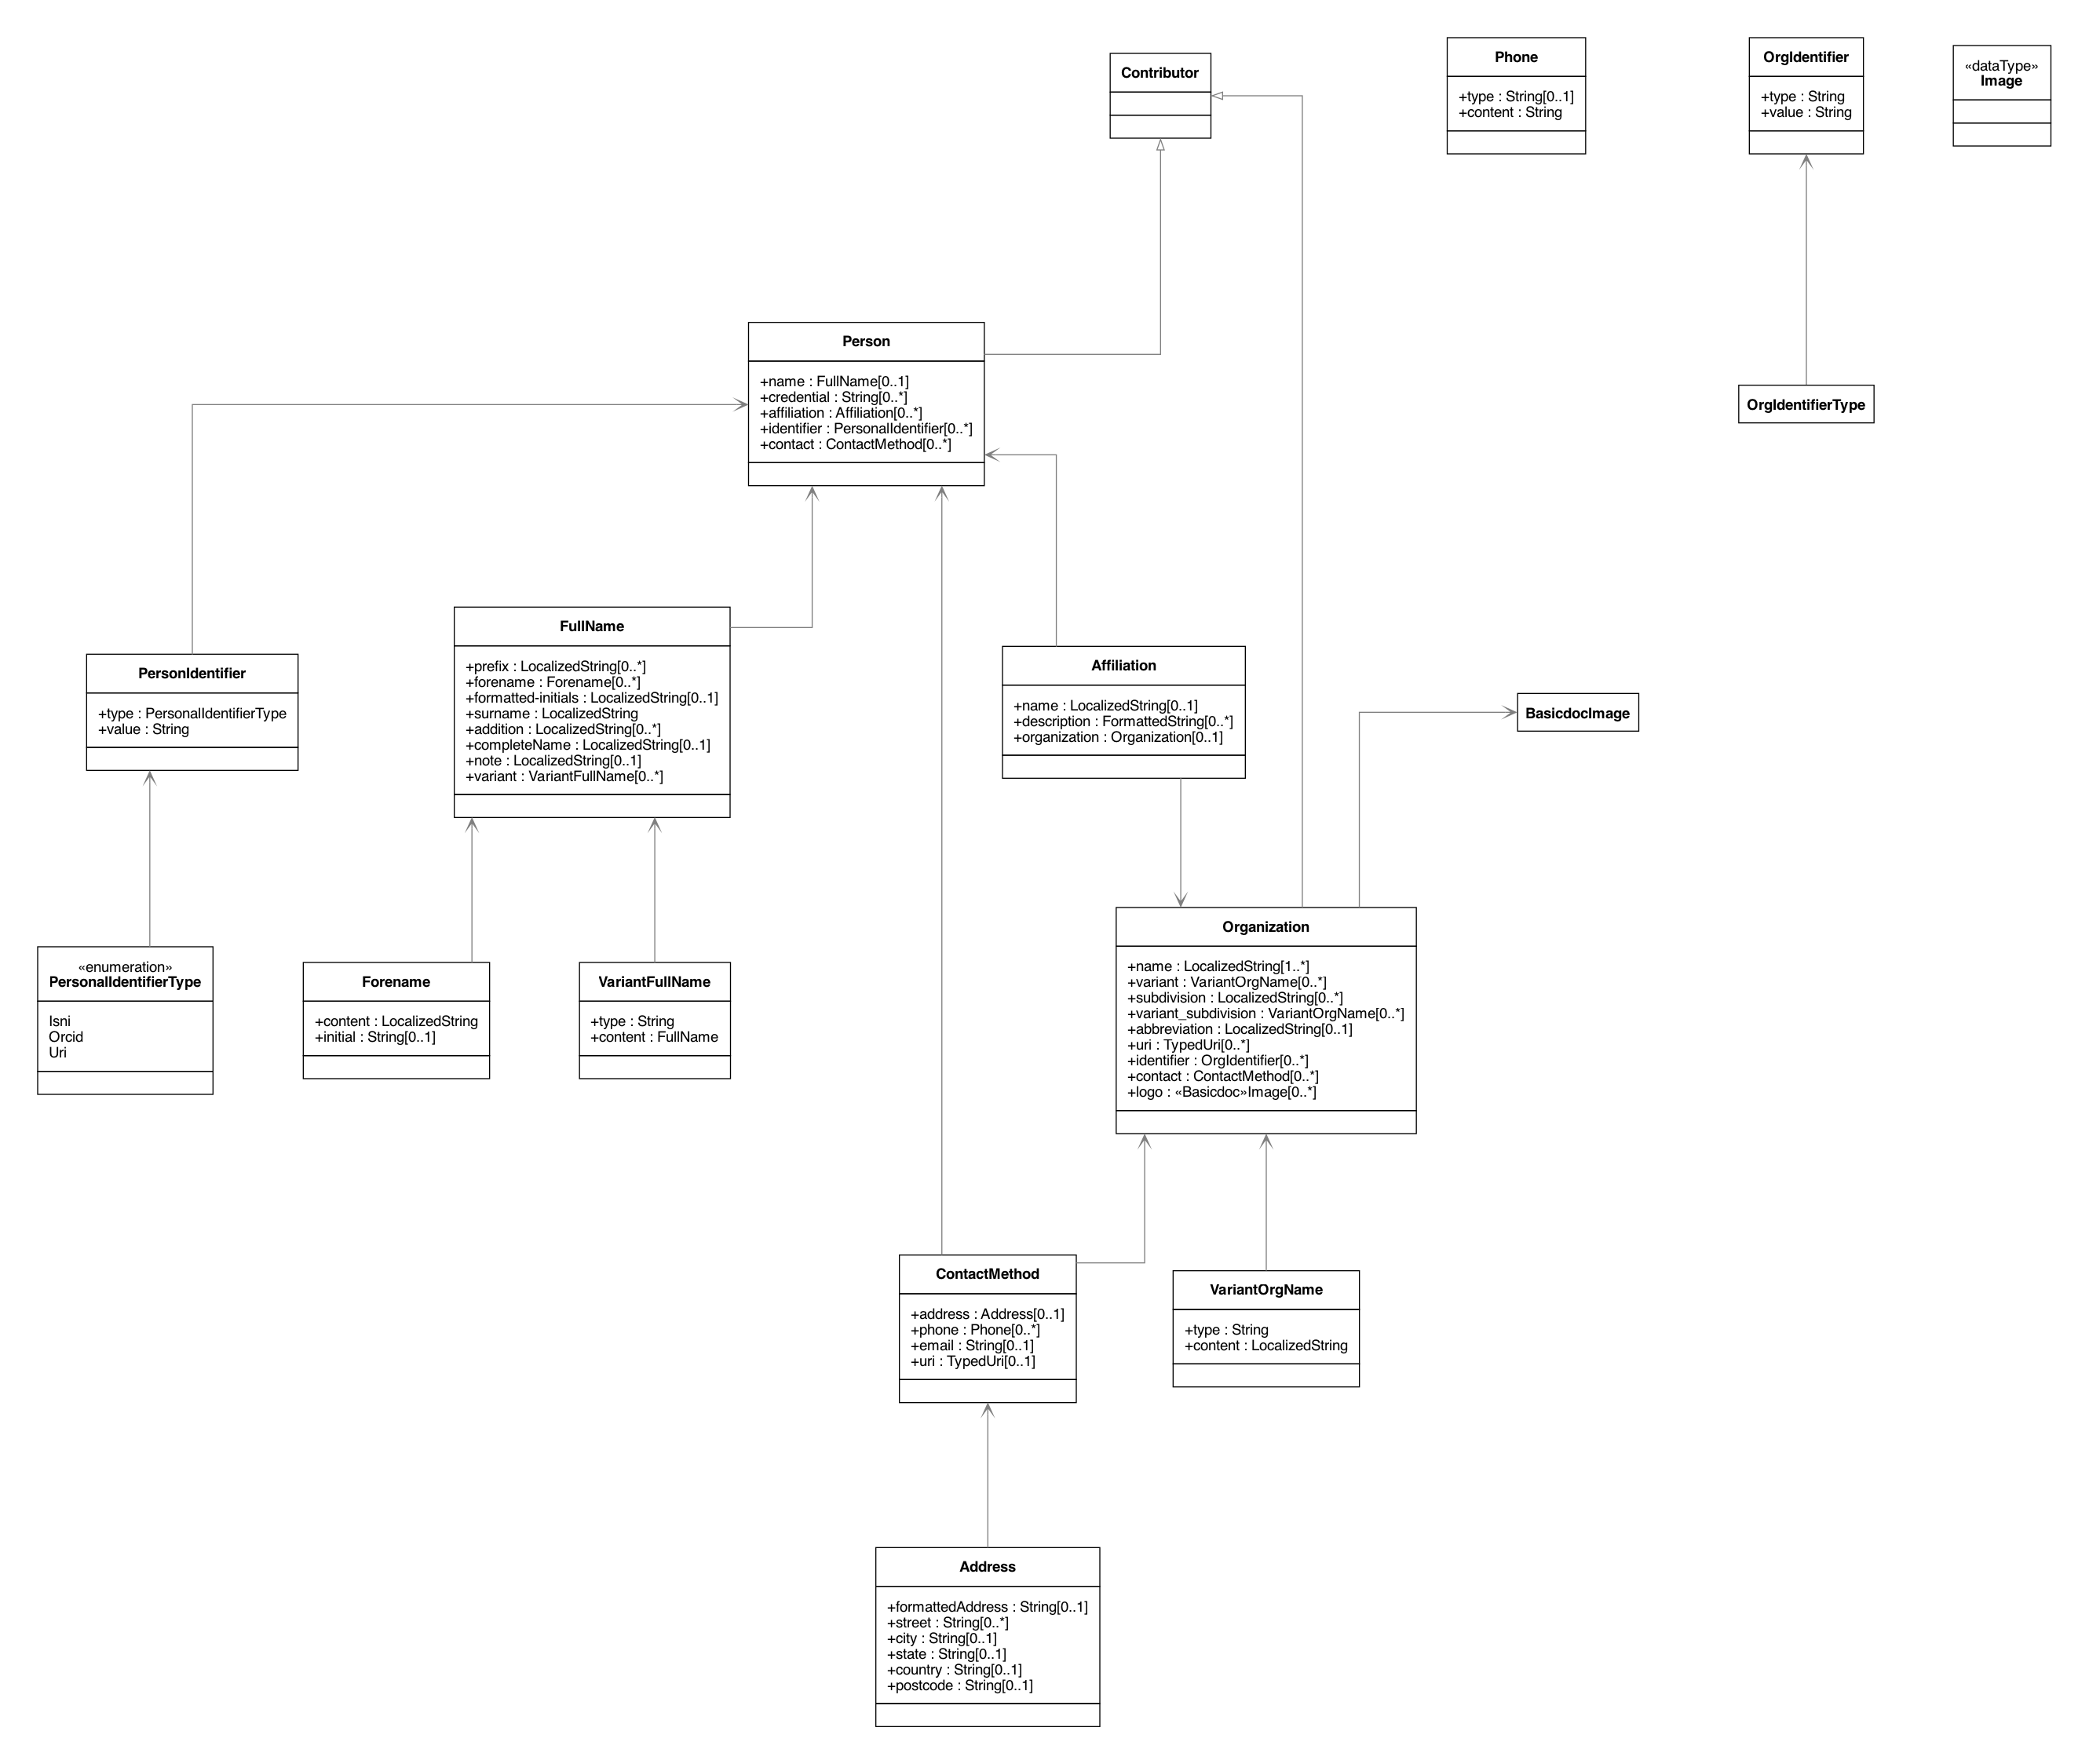 Contributor
Phone
+type : String[0..1]
+content : String
OrgIdentifier
+type : String
+value : String
«dataType»
Image
Person
+name : FullName[0..1]
+credential : String[0..*]
+affiliation : Affiliation[0..*]
+identifier : PersonalIdentifier[0..*]
+contact : ContactMethod[0..*]
OrgIdentifierType
FullName
+prefix : LocalizedString[0..*]
+forename : Forename[0..*]
+formatted-initials : LocalizedString[0..1]
+surname : LocalizedString
+addition : LocalizedString[0..*]
+completeName : LocalizedString[0..1]
+note : LocalizedString[0..1]
+variant : VariantFullName[0..*]
PersonIdentifier
+type : PersonalIdentifierType
+value : String
Affiliation
+name : LocalizedString[0..1]
+description : FormattedString[0..*]
+organization : Organization[0..1]
BasicdocImage
«enumeration»
PersonalIdentifierType
Isni
Orcid
Uri
Forename
+content : LocalizedString
+initial : String[0..1]
VariantFullName
+type : String
+content : FullName
Organization
+name : LocalizedString[1..*]
+variant : VariantOrgName[0..*]
+subdivision : LocalizedString[0..*]
+variant_subdivision : VariantOrgName[0..*]
+abbreviation : LocalizedString[0..1]
+uri : TypedUri[0..*]
+identifier : OrgIdentifier[0..*]
+contact : ContactMethod[0..*]
+logo : «Basicdoc»Image[0..*]
ContactMethod
+address : Address[0..1]
+phone : Phone[0..*]
+email : String[0..1]
+uri : TypedUri[0..1]
VariantOrgName
+type : String
+content : LocalizedString
Address
+formattedAddress : String[0..1]
+street : String[0..*]
+city : String[0..1]
+state : String[0..1]
+country : String[0..1]
+postcode : String[0..1]